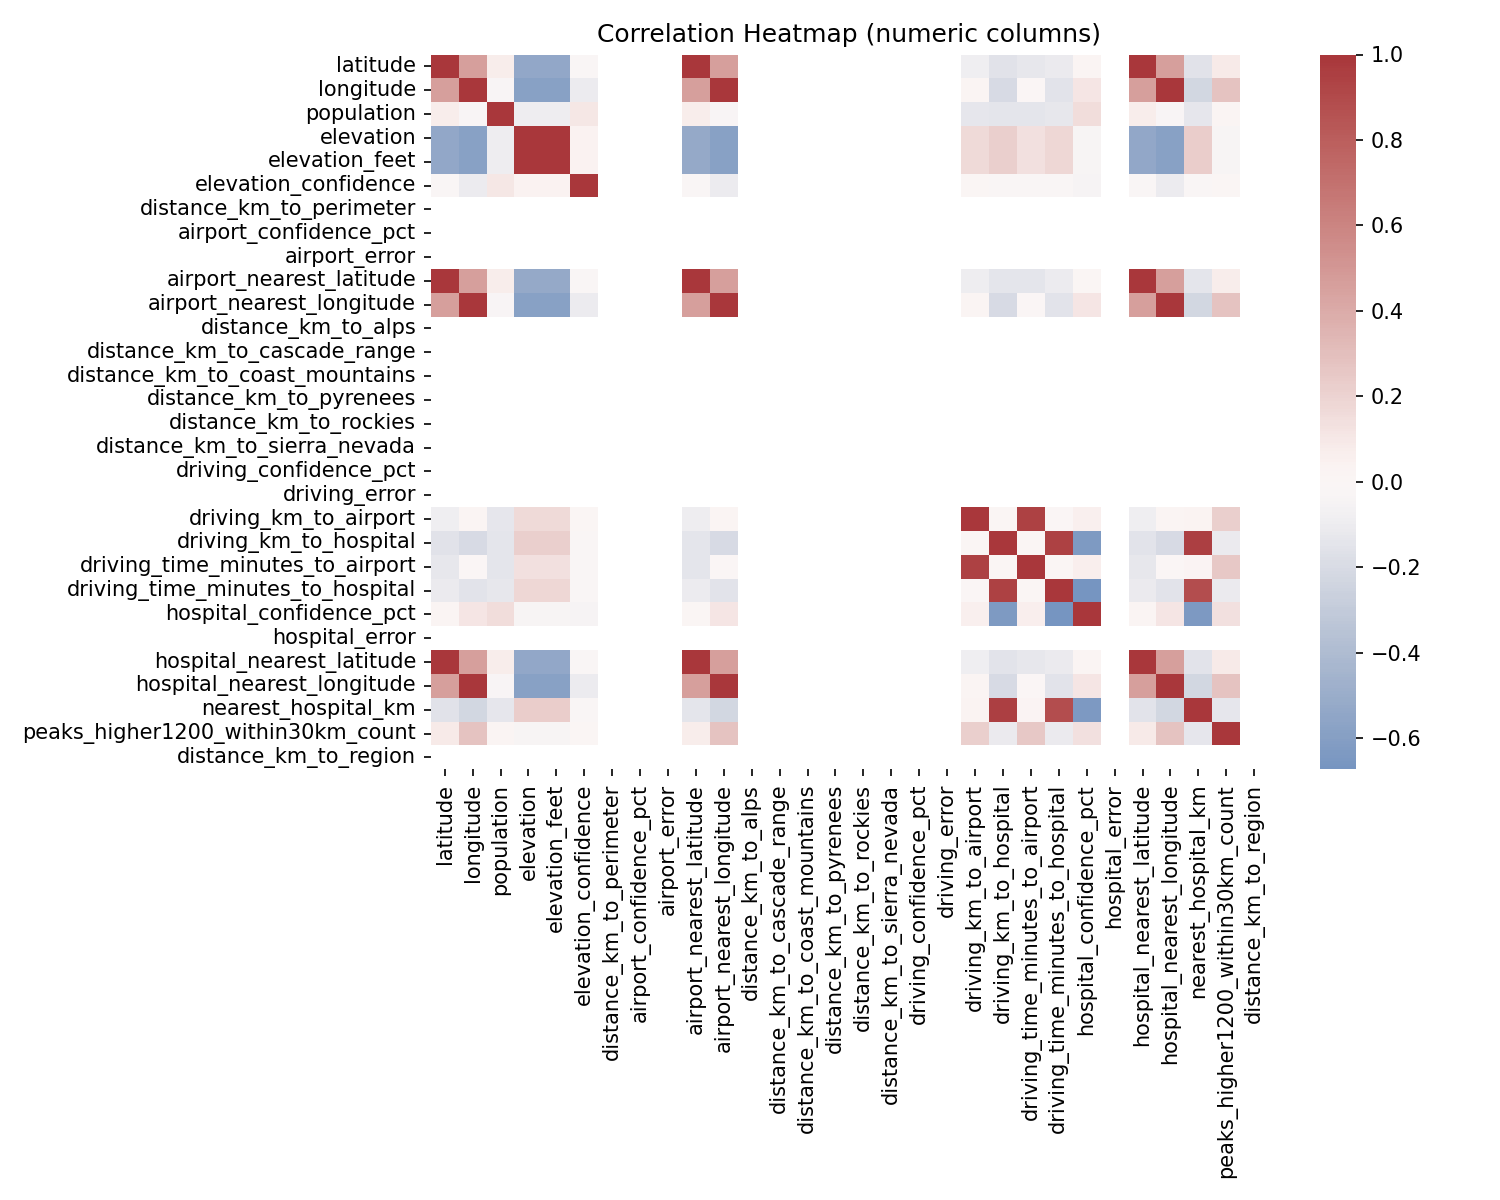 Correlation Heatmap (numeric columns)
latitude
longitude
population
elevation
elevation_feet
elevation_confidence
distance_km_to_perimeter
airport_confidence_pct
airport_error
airport_nearest_latitude
airport_nearest_longitude
distance_km_to_alps
distance_km_to_cascade_range
distance_km_to_coast_mountains
distance_km_to_pyrenees
distance_km_to_rockies
distance_km_to_sierra_nevada
driving_confidence_pct
driving_error
driving_km_to_airport
driving_km_to_hospital
driving_time_minutes_to_airport
driving_time_minutes_to_hospital
hospital_confidence_pct
hospital_error
hospital_nearest_latitude
hospital_nearest_longitude
nearest_hospital_km
peaks_higher1200_within30km_count
distance_km_to_region
latitude
longitude
population
elevation
elevation_feet
elevation_confidence
distance_km_to_perimeter
airport_confidence_pct
airport_error
airport_nearest_latitude
airport_nearest_longitude
distance_km_to_alps
distance_km_to_cascade_range
distance_km_to_coast_mountains
distance_km_to_pyrenees
distance_km_to_rockies
distance_km_to_sierra_nevada
driving_confidence_pct
driving_error
driving_km_to_airport
driving_km_to_hospital
driving_time_minutes_to_airport
driving_time_minutes_to_hospital
hospital_confidence_pct
hospital_error
hospital_nearest_latitude
hospital_nearest_longitude
nearest_hospital_km
peaks_higher1200_within30km_count
distance_km_to_region
1.0
0.8
0.6
0.4
0.2
0.0
−0.2
−0.4
−0.6